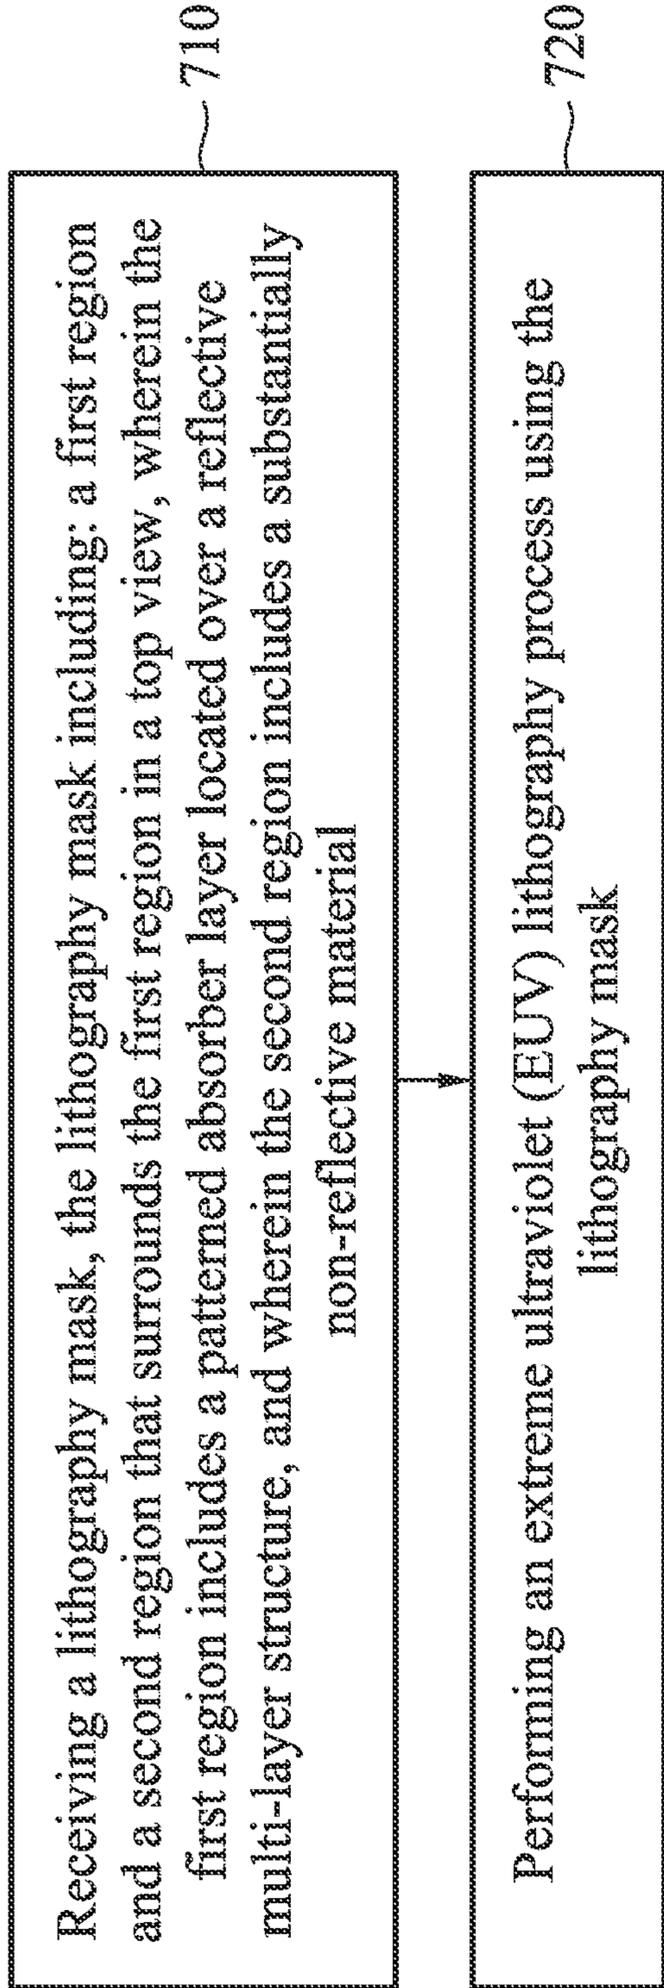 Receiving a lithography mask, the lithography mask including: a first region
and a second region that surrounds the first region in a top view, wherein the
first region includes a patterned absorber layer located over a reflective
multi-layer structure, and wherein the second region includes a substantially
non-reflective material
710
Performing an extreme ultraviolet (EUV) lithography process using the
lithography mask
720